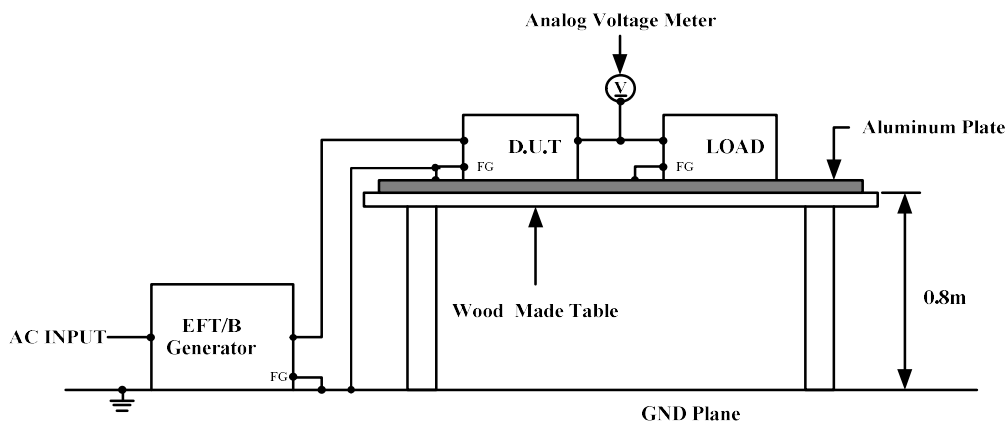 Analog Voltage Meter
V
D.U.T
FG
LOAD
FG
Aluminum Plate
Wood Made Table
0.8m
AC INPUT
EFT/B
Generator
FG
GND Plane